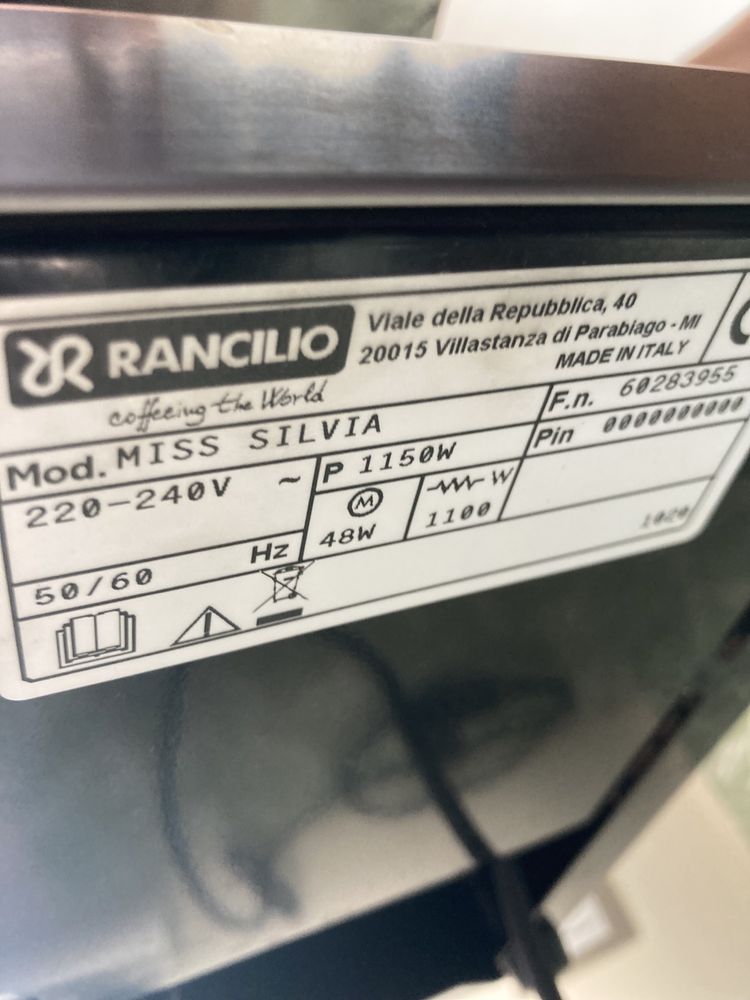 RANCILIO
coffeeing the World
Viale della Repubblica, 40
20015 Villastanza di Parabiago - MI
MADE IN ITALY
Mod. MISS SILVIA
F.n. 60283955
Pin 0000000000
220-240V ~
P 1150W
M
W
48W
1100
50/60 Hz
1020